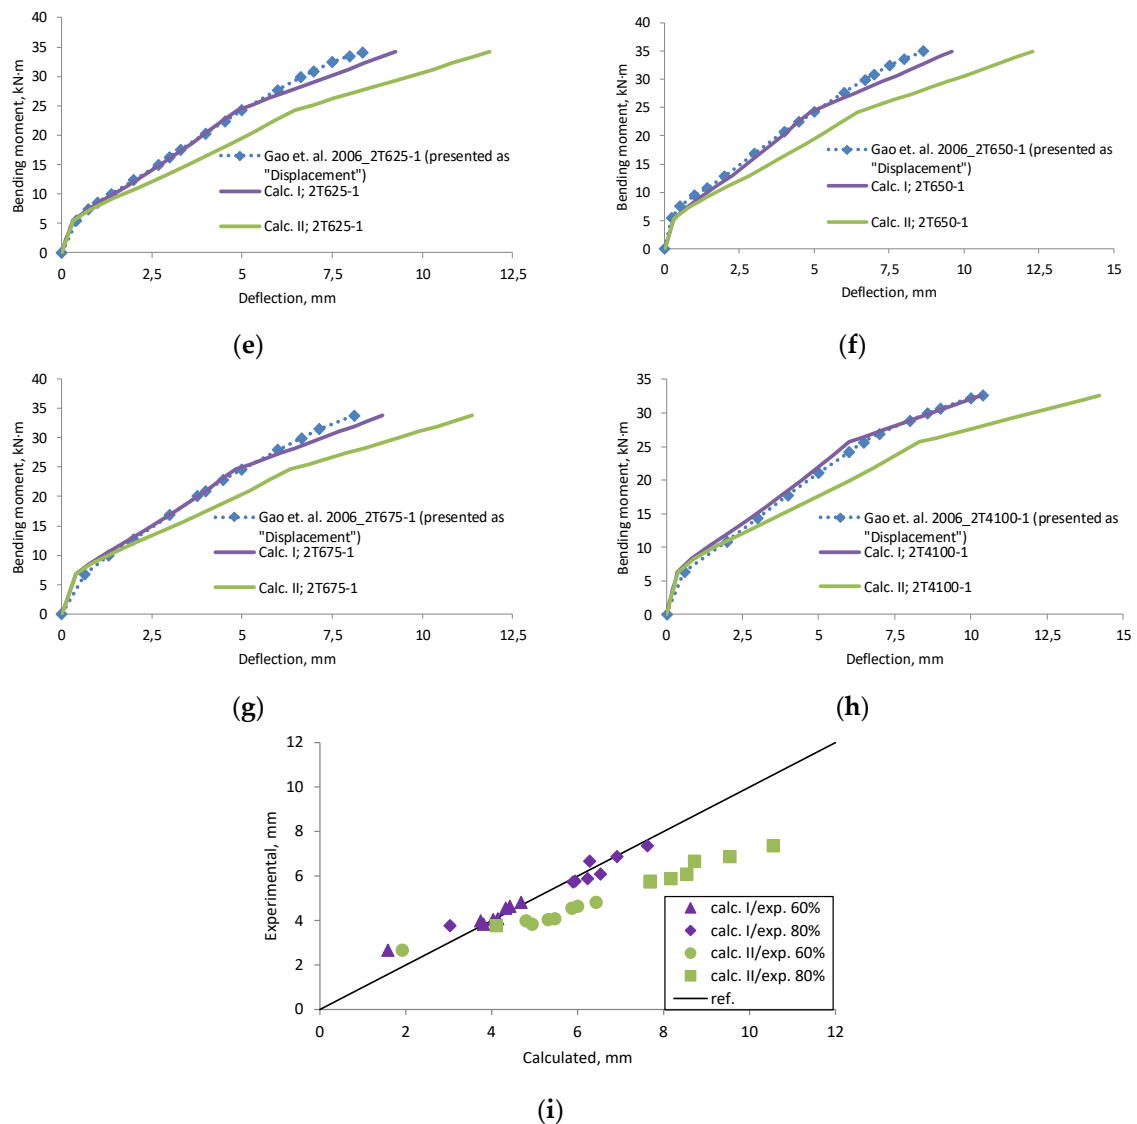 40
35
30
25
20
15
10
5
0
Bending moment, kN·m
Gao et. al. 2006_2T625-1 (presented as
"Displacement")
Calc. I; 2T625-1
Calc. II; 2T625-1
0 2,5 5 7,5 10 12,5
Deflection, mm
(e)
40
35
30
25
20
15
10
5
0
Bending moment, kN·m
Gao et. al. 2006_2T650-1 (presented as
"Displacement")
Calc. I; 2T650-1
Calc. II; 2T650-1
0 2,5 5 7,5 10 12,5 15
Deflection, mm
(f)
40
35
30
25
20
15
10
5
0
Bending moment, kN·m
Gao et. al. 2006_2T675-1 (presented as
"Displacement")
Calc. I; 2T675-1
Calc. II; 2T675-1
0 2,5 5 7,5 10 12,5
Deflection, mm
(g)
35
30
25
20
15
10
5
0
Bending moment, kN·m
Gao et. al. 2006_2T4100-1 (presented as
"Displacement")
Calc. I; 2T4100-1
Calc. II; 2T4100-1
0 2,5 5 7,5 10 12,5 15
Deflection, mm
(h)
12
10
8
6
4
2
0
Experimental, mm
calc. I/exp. 60%
calc. I/exp. 80%
calc. II/exp. 60%
calc. II/exp. 80%
ref.
0 2 4 6 8 10 12
Calculated, mm
(i)